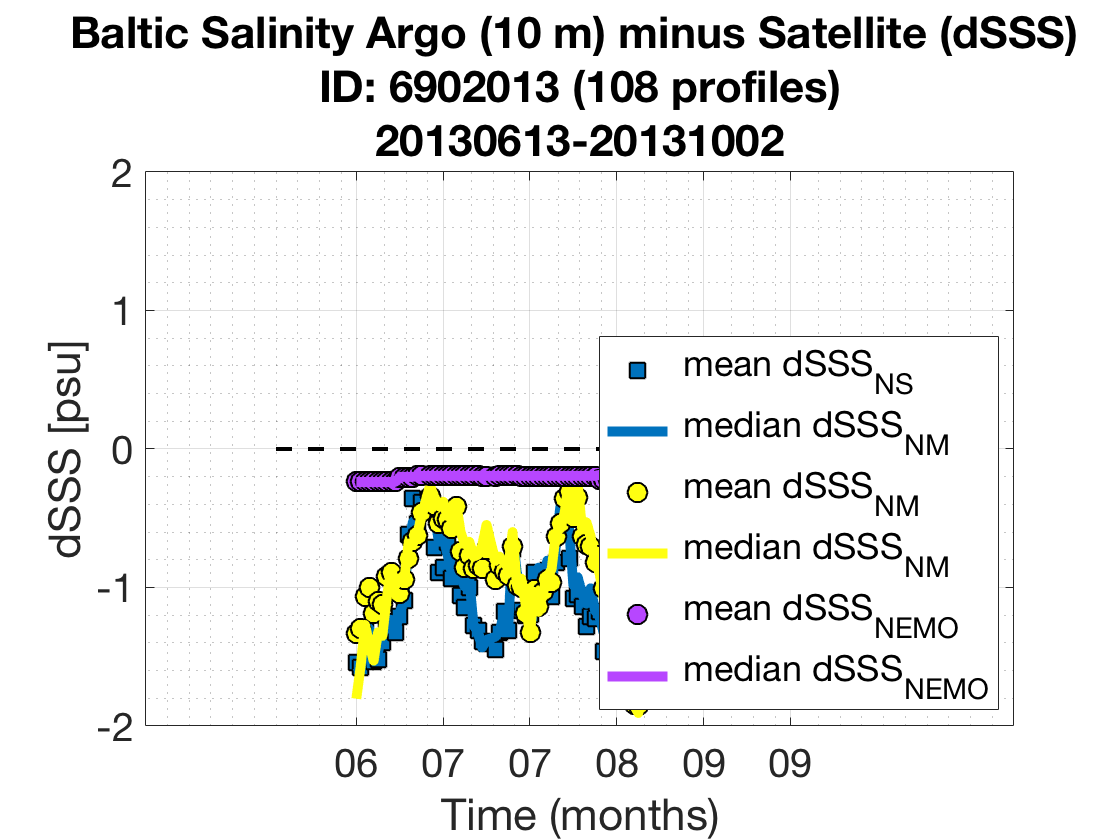 Baltic Salinity Argo (10 m) minus Satellite (dSSS)
ID: 6902013 (108 profiles)
20130613-20131002
2
1
0
-1
-2
dSSS [psu]
mean dSSS_NS
median dSSS_NM
mean dSSS_NM
median dSSS_NM
mean dSSS_NEMO
median dSSS_NEMO
06 07 07 08 09 09
Time (months)